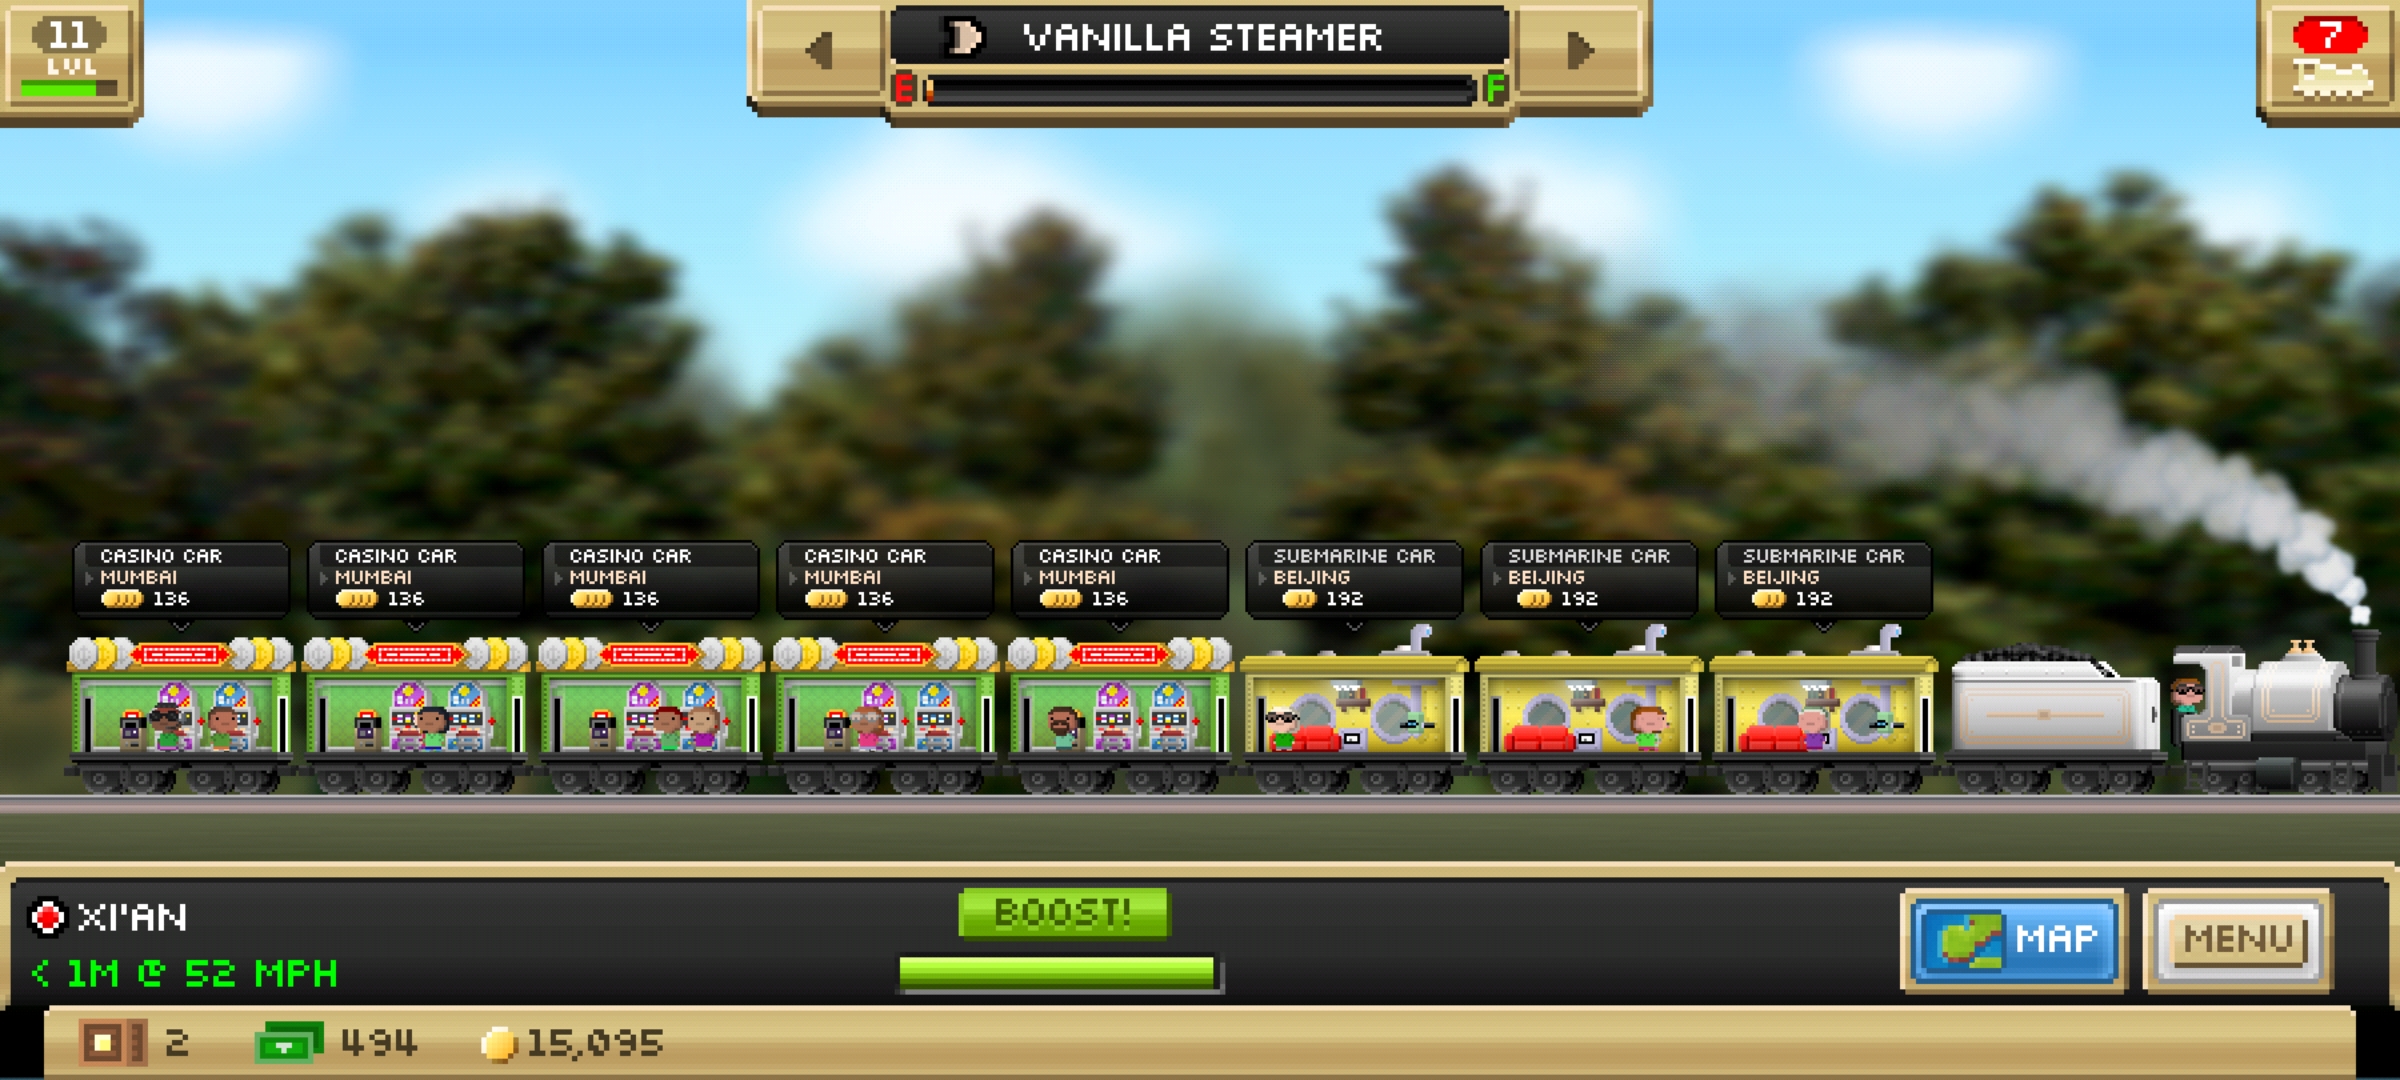 11
LVL
VANILLA STEAMER
E F
7
CASINO CAR
MUMBAI
136
CASINO CAR
MUMBAI
136
CASINO CAR
MUMBAI
136
CASINO CAR
MUMBAI
136
CASINO CAR
MUMBAI
136
SUBMARINE CAR
BEIJING
192
SUBMARINE CAR
BEIJING
192
SUBMARINE CAR
BEIJING
192
XI'AN
< 1M @ 52 MPH
BOOST!
MAP
MENU
2
494
15,095